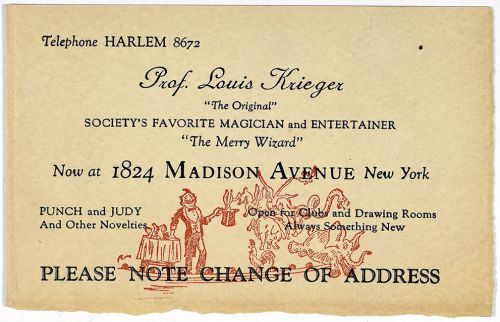 Telephone HARLEM 8672
Prof. Louis Krieger
"The Original"
SOCIETY'S FAVORITE MAGICIAN and ENTERTAINER
"The Merry Wizard"
Now at 1824 MADISON AVENUE New York
PUNCH and JUDY
And Other Novelties
Open for Clubs and Drawing Rooms
Always Something New
PLEASE NOTE CHANGE OF ADDRESS